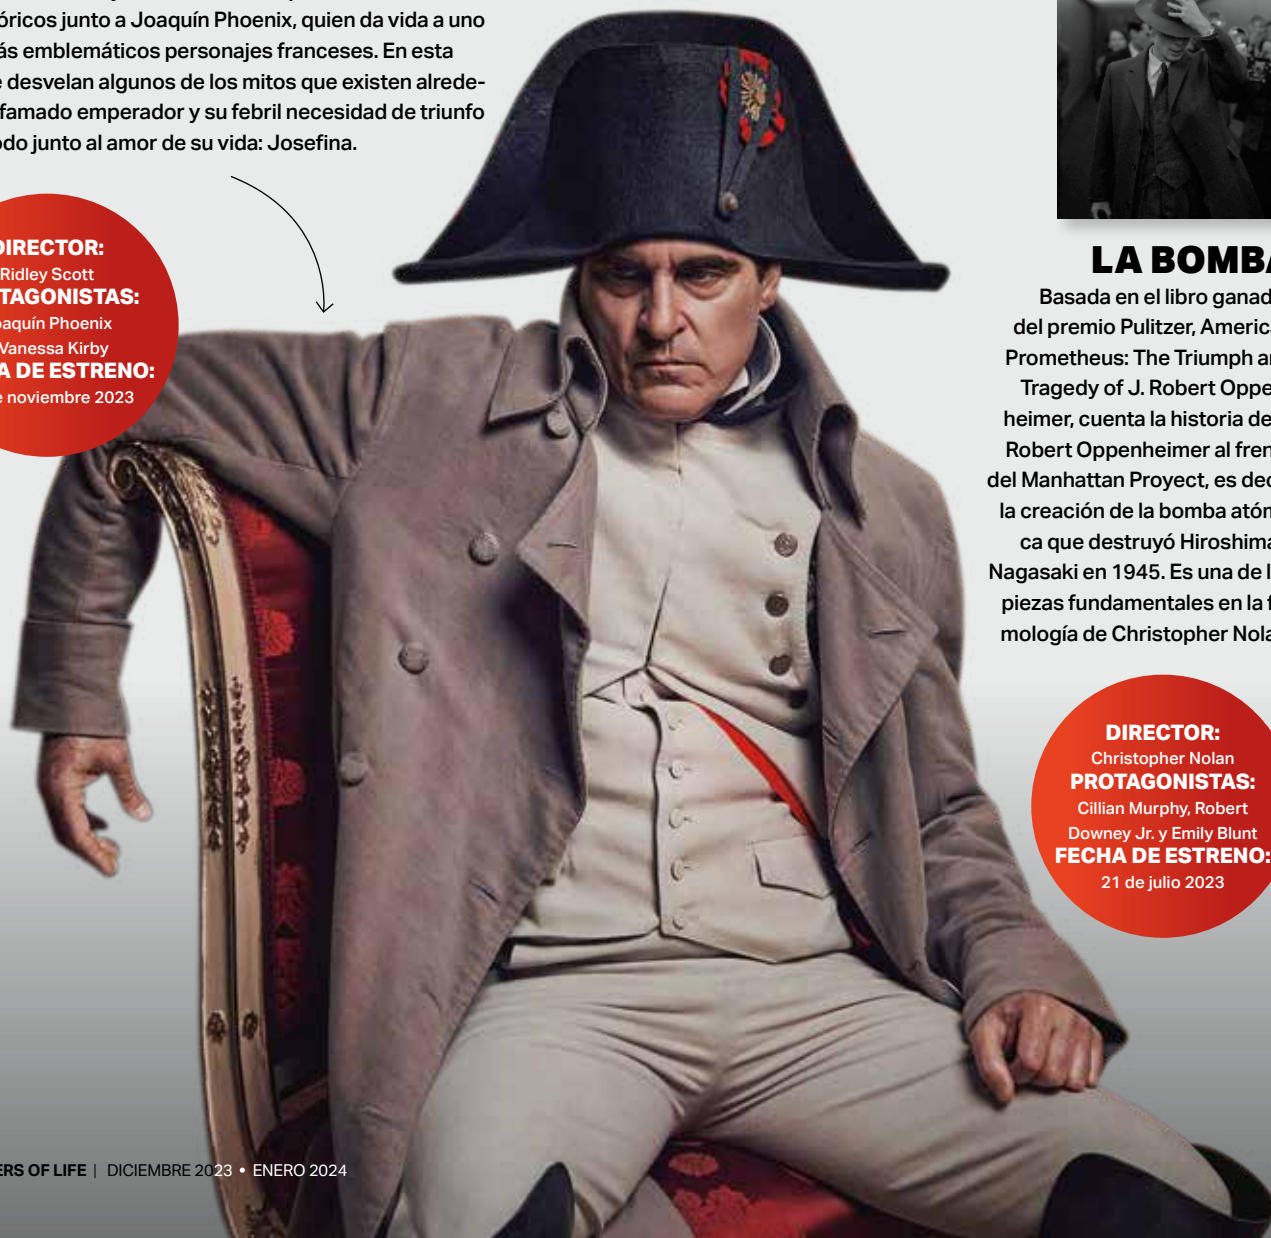 óricos junto a Joaquín Phoenix, quien da vida a uno
ás emblemáticos personajes franceses. En esta
e desvelan algunos de los mitos que existen alrede-
famado emperador y su febril necesidad de triunfo
odo junto al amor de su vida: Josefina.
DIRECTOR:
Ridley Scott
TAGONISTAS:
oaquín Phoenix
Vanessa Kirby
A DE ESTRENO:
e noviembre 2023
LA BOMBA
Basada en el libro ganad
del premio Pulitzer, America
Prometheus: The Triumph an
Tragedy of J. Robert Oppe
heimer, cuenta la historia de
Robert Oppenheimer al fren
del Manhattan Proyect, es dec
la creación de la bomba atóm
ca que destruyó Hiroshima
Nagasaki en 1945. Es una de l
piezas fundamentales en la f
mología de Christopher Nola
DIRECTOR:
Christopher Nolan
PROTAGONISTAS:
Cillian Murphy, Robert
Downey Jr. y Emily Blunt
FECHA DE ESTRENO:
21 de julio 2023
ERS OF LIFE | DICIEMBRE 2023 • ENERO 2024